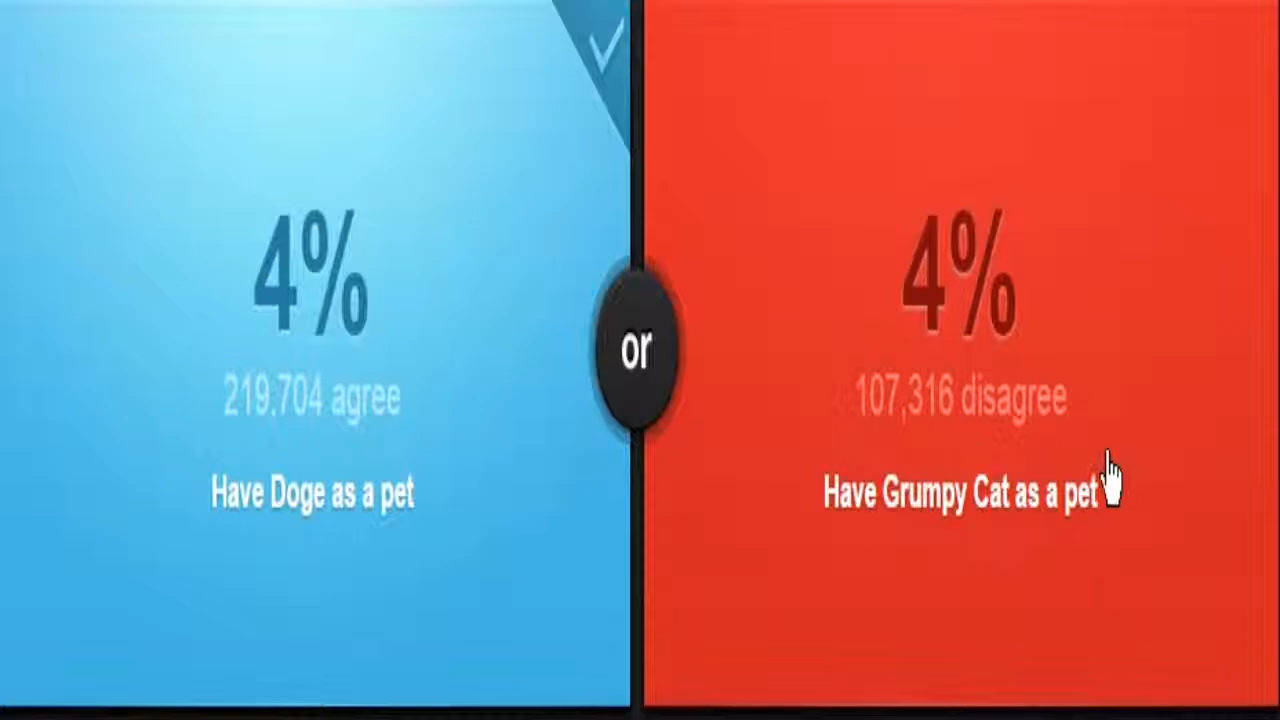 4%
219,704 agree
Have Doge as a pet
or
4%
107,316 disagree
Have Grumpy Cat as a pet